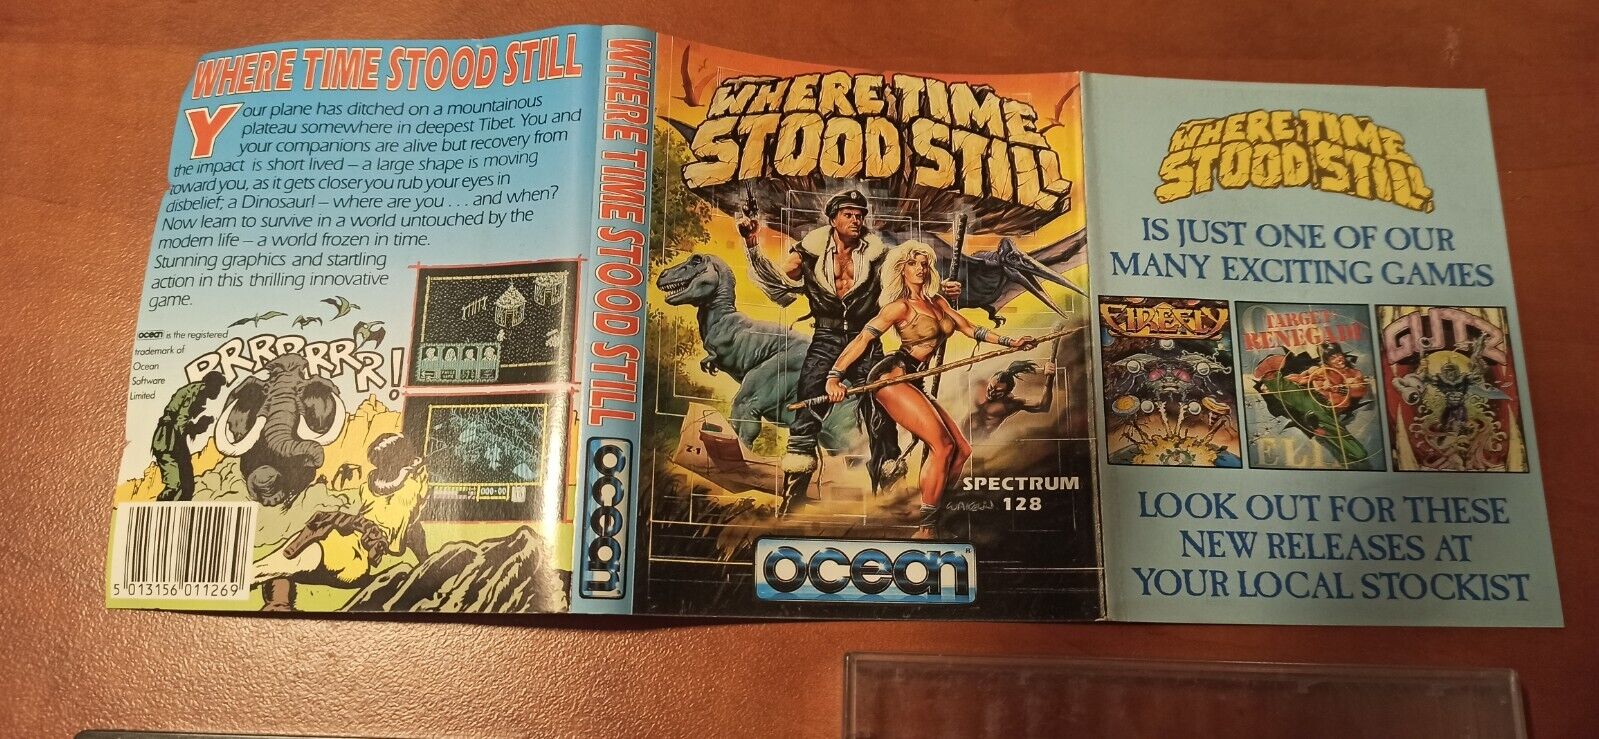 WHERE TIME STOOD STILL
Your plane has ditched on a mountainous
plateau somewhere in deepest Tibet. You and
your companions are alive but recovery from
the impact is short lived – a large shape is moving
toward you, as it gets closer you rub your eyes in
disbelief; a Dinosaur! – where are you . . . and when?
Now learn to survive in a world untouched by the
modern life – a world frozen in time.
Stunning graphics and startling
action in this thrilling innovative
game.
ocean is the registered
trademark of
Ocean
Software
Limited
RRRRRRRR!
000-00
5 013156 011269
WHERE TIME STOOD STILL
ocean
WHERE TIME
STOOD STILL
Z-1
SPECTRUM
128
ocean®
WHERE TIME
STOOD STILL
IS JUST ONE OF OUR
MANY EXCITING GAMES
FIREFLY
TARGET
RENEGADE
GUTZ
LOOK OUT FOR THESE
NEW RELEASES AT
YOUR LOCAL STOCKIST